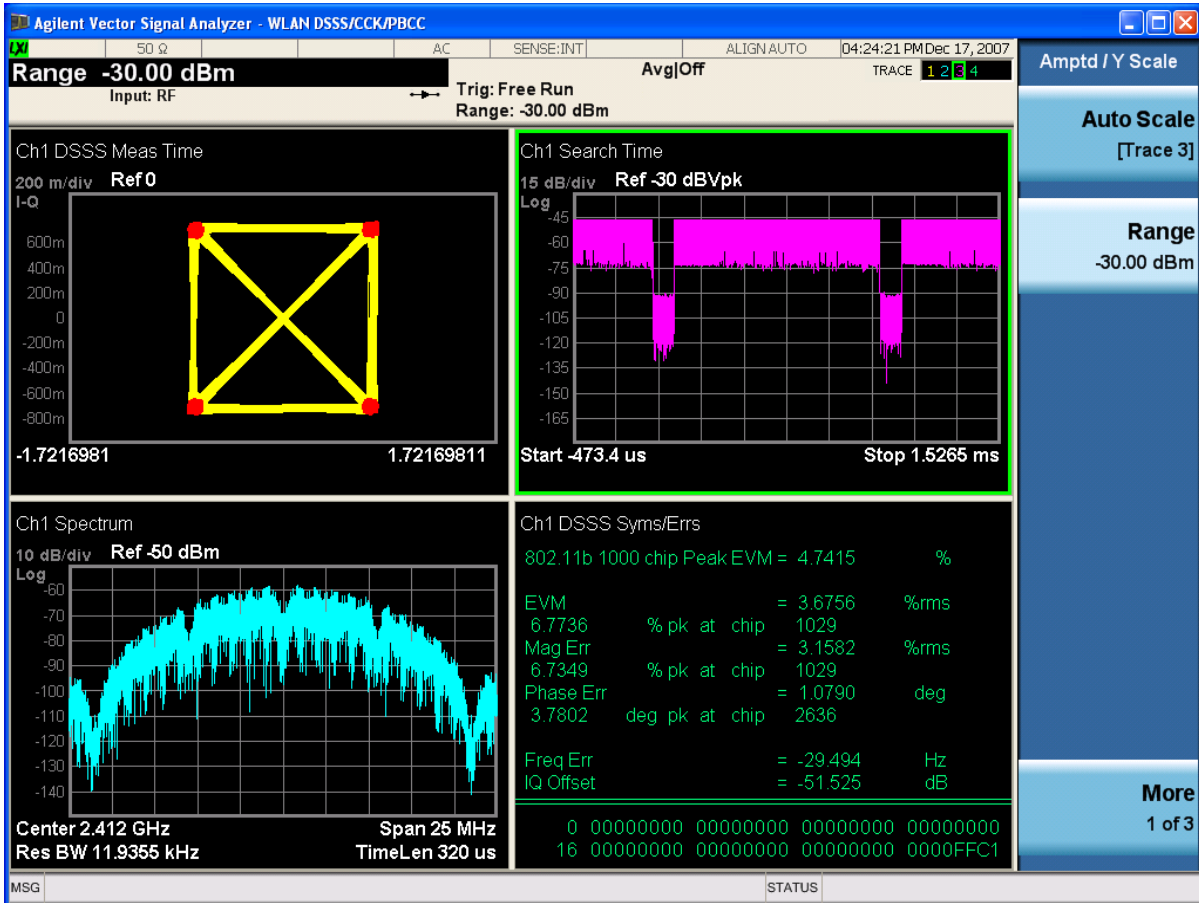 Agilent Vector Signal Analyzer - WLAN DSSS/CCK/PBCC
LXI 50 Ω AC SENSE:INT ALIGN AUTO 04:24:21 PM Dec 17, 2007
Range -30.00 dBm
Input: RF
Trig: Free Run
Range: -30.00 dBm
Avg|Off
TRACE 1 2 3 4
Amptd / Y Scale
Auto Scale
[Trace 3]
Range
-30.00 dBm
More
1 of 3
Ch1 DSSS Meas Time
200 m/div Ref 0
I-Q
600m
400m
200m
0
-200m
-400m
-600m
-800m
-1.7216981 1.72169811
Ch1 Search Time
15 dB/div Ref -30 dBVpk
Log
-45
-60
-75
-90
-105
-120
-135
-150
-165
Start -473.4 us Stop 1.5265 ms
Ch1 Spectrum
10 dB/div Ref -50 dBm
Log
-60
-70
-80
-90
-100
-110
-120
-130
-140
Center 2.412 GHz Span 25 MHz
Res BW 11.9355 kHz TimeLen 320 us
Ch1 DSSS Syms/Errs
802.11b 1000 chip Peak EVM = 4.7415 %
EVM = 3.6756 %rms
6.7736 % pk at chip 1029
Mag Err = 3.1582 %rms
6.7349 % pk at chip 1029
Phase Err = 1.0790 deg
3.7802 deg pk at chip 2636
Freq Err = -29.494 Hz
IQ Offset = -51.525 dB
0 00000000 00000000 00000000 00000000
16 00000000 00000000 00000000 0000FFC1
MSG STATUS